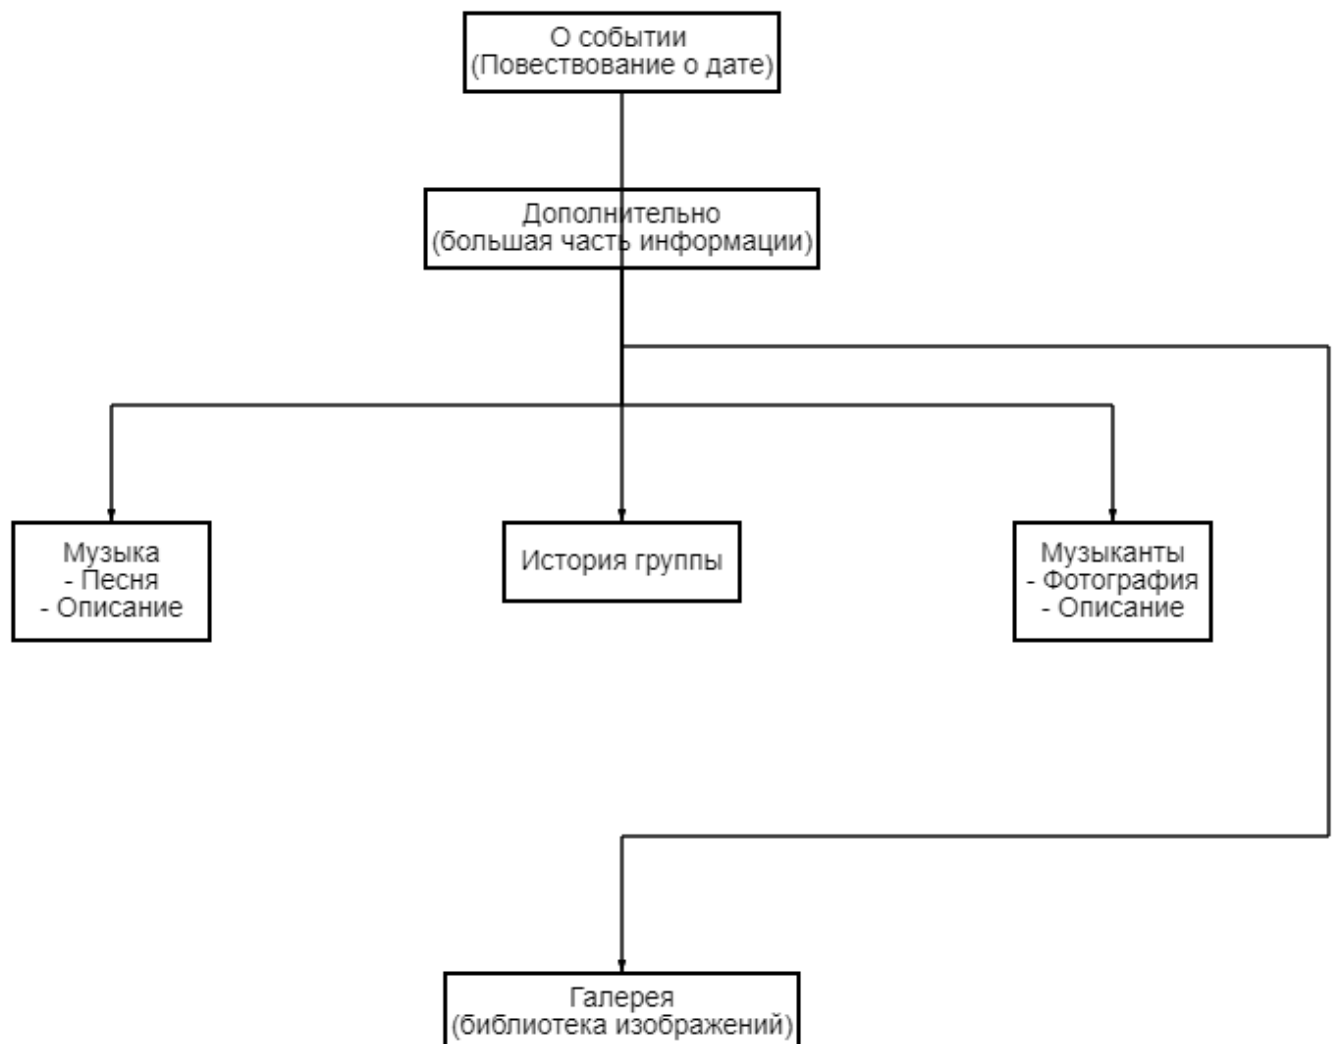 О событии
(Повествование о дате)
Дополнительно
(большая часть информации)
Музыка
- Песня
- Описание
История группы
Музыканты
- Фотография
- Описание
Галерея
(библиотека изображений)